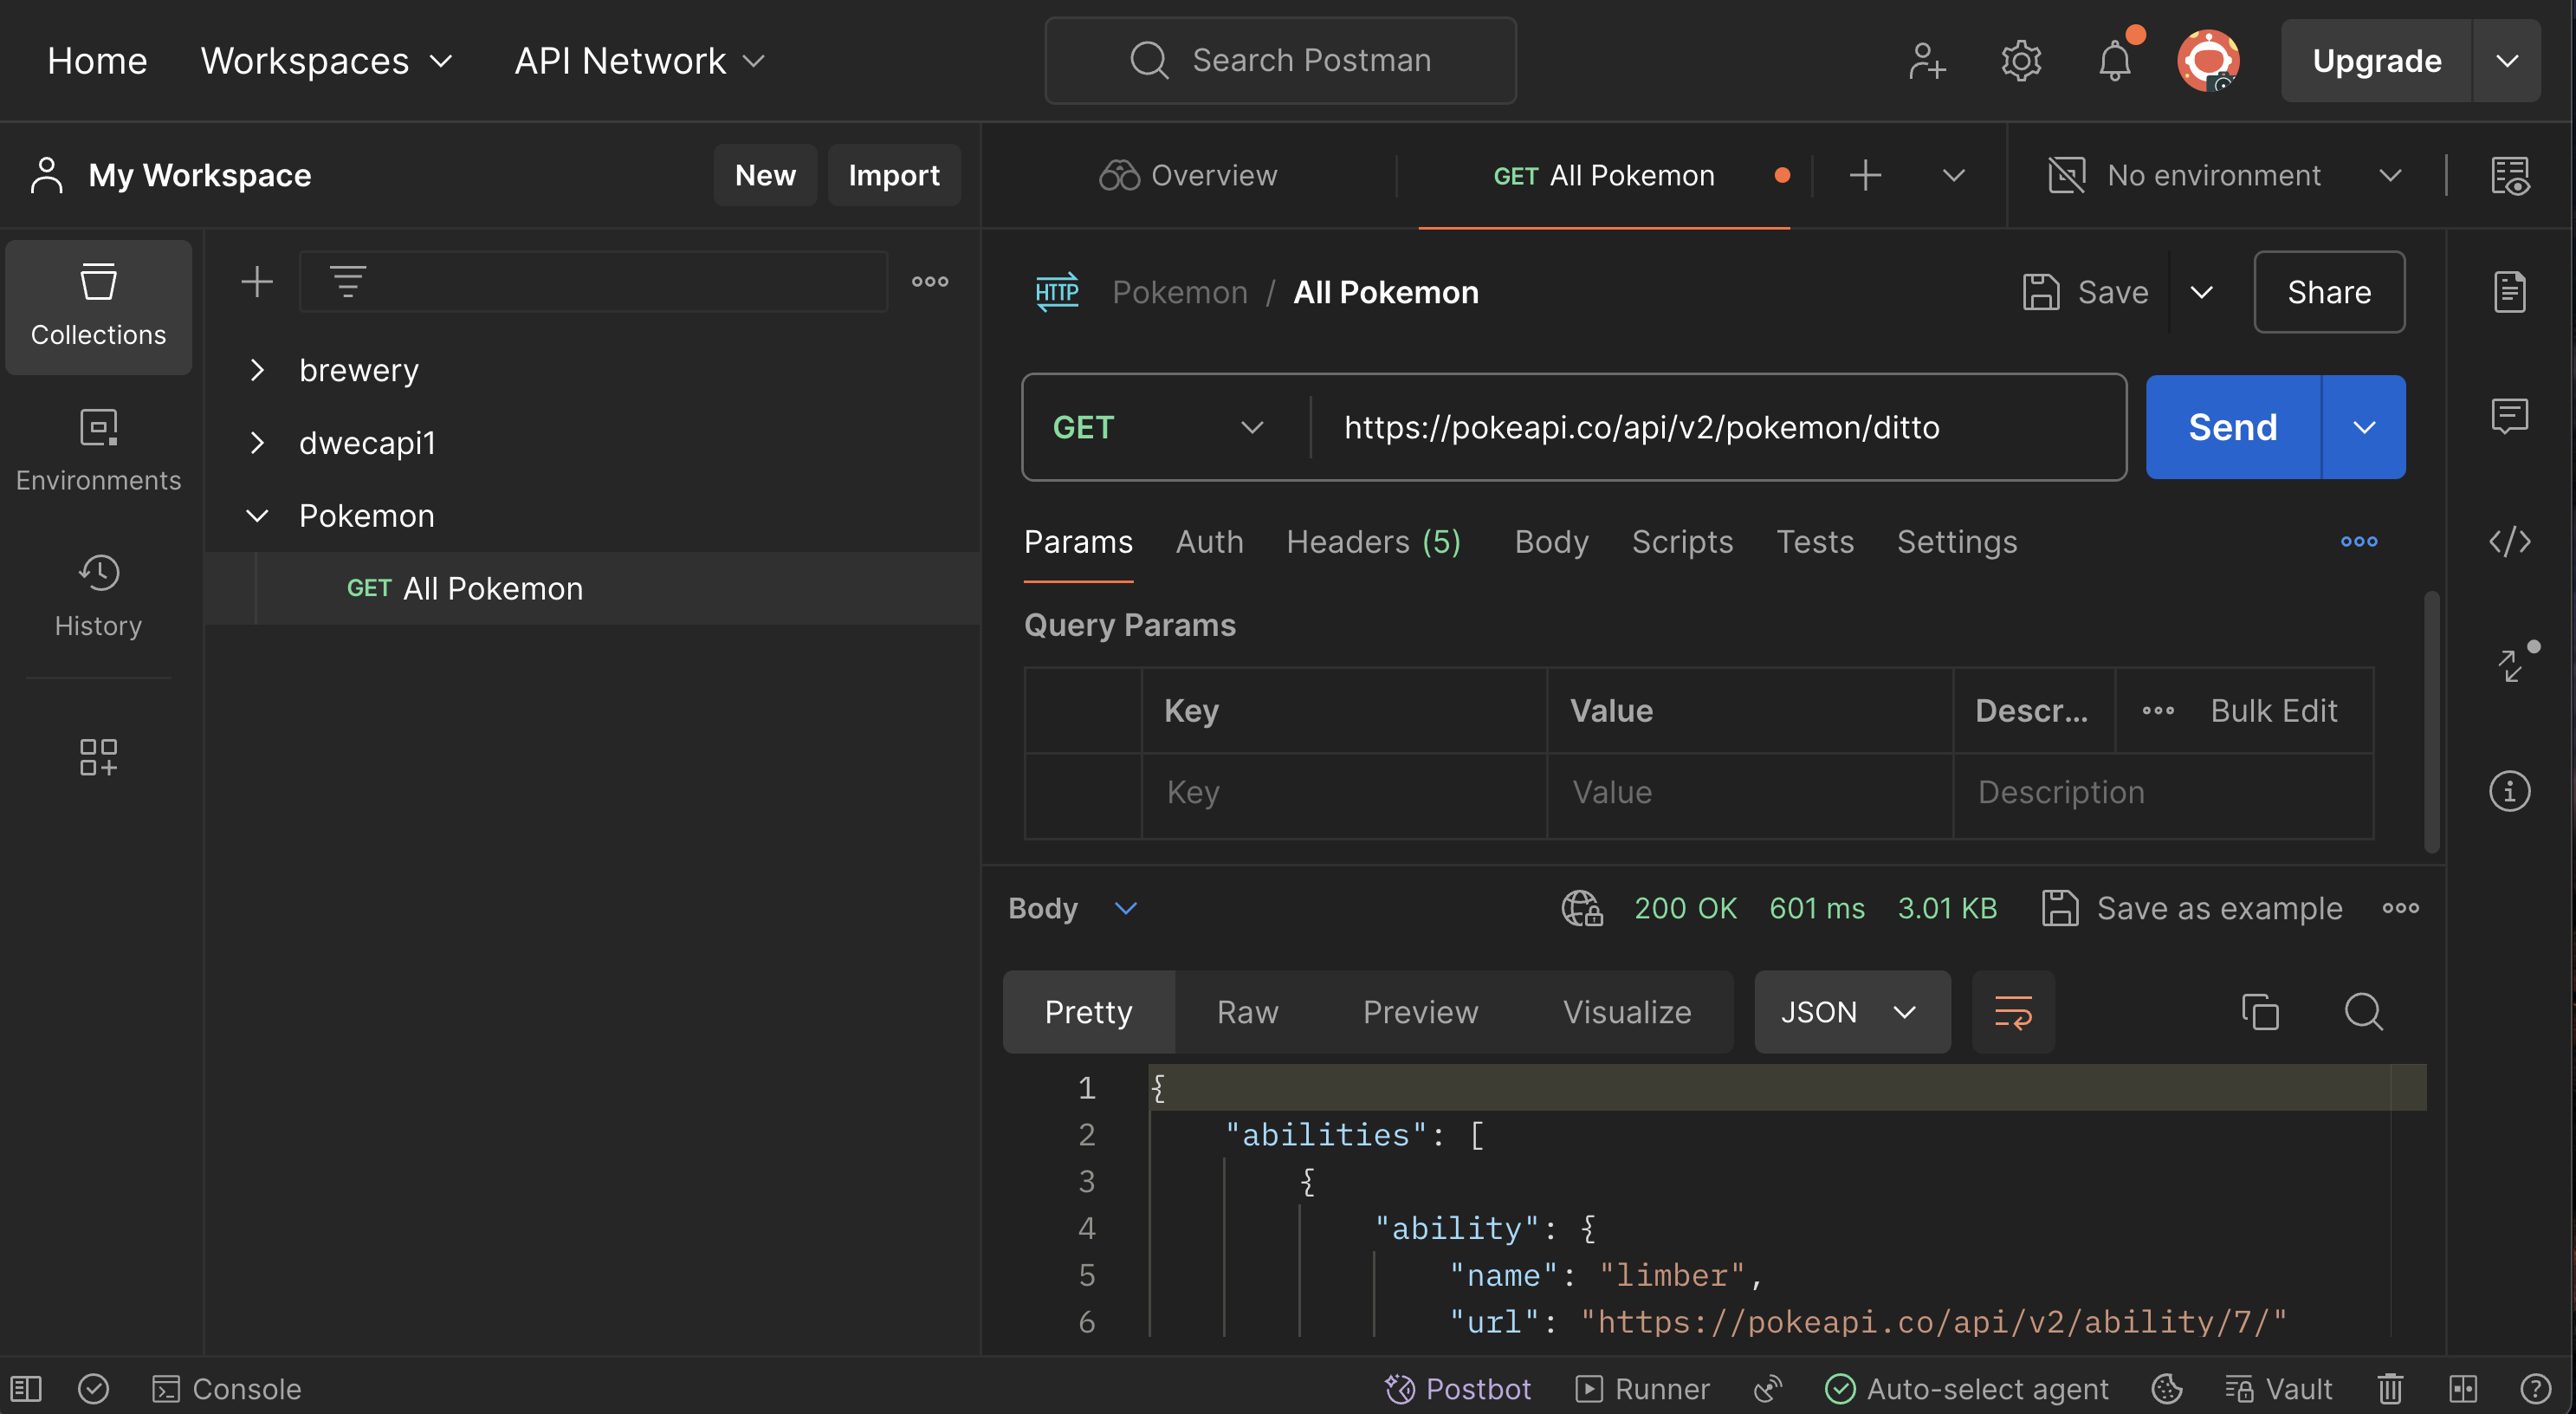 Home Workspaces API Network Search Postman Upgrade
My Workspace New Import Overview GET All Pokemon No environment
Collections
Environments
History
brewery
dwecapi1
Pokemon
GET All Pokemon
HTTP Pokemon / All Pokemon Save Share
GET https://pokeapi.co/api/v2/pokemon/ditto Send
Params Auth Headers (5) Body Scripts Tests Settings
Query Params
Key Value Descr... Bulk Edit
Key Value Description
Body 200 OK 601 ms 3.01 KB Save as example
Pretty Raw Preview Visualize JSON
1 {
2 "abilities": [
3 {
4 "ability": {
5 "name": "limber",
6 "url": "https://pokeapi.co/api/v2/ability/7/"
Console Postbot Runner Auto-select agent Vault